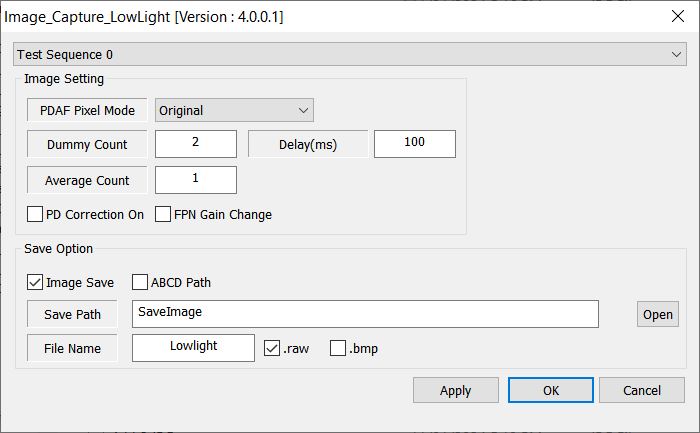 Image_Capture_LowLight [Version : 4.0.0.1]
Test Sequence 0
Image Setting
PDAF Pixel Mode Original
Dummy Count 2 Delay(ms) 100
Average Count 1
PD Correction On FPN Gain Change
Save Option
Image Save ABCD Path
Save Path SaveImage Open
File Name Lowlight .raw .bmp
Apply OK Cancel